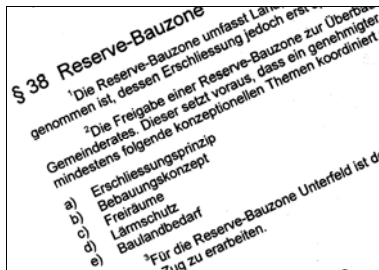 § 38 Reserve-Bauzone
¹Die Reserve-Bauzone umfasst
genommen ist, dessen Erschliessung jedoch erst
²Die Freigabe einer Reserve-Bauzone zur
Gemeinderates. Dieser setzt voraus, dass ein genehmigter
mindestens folgende konzeptionellen Themen koordiniert
a) Erschliessungsprinzip
b) Bebauungskonzept
c) Freiräume
d) Lärmschutz
e) Baulandbedarf
³Für die Reserve-Bauzone Unterfeld ist
Zug zu erarbeiten.